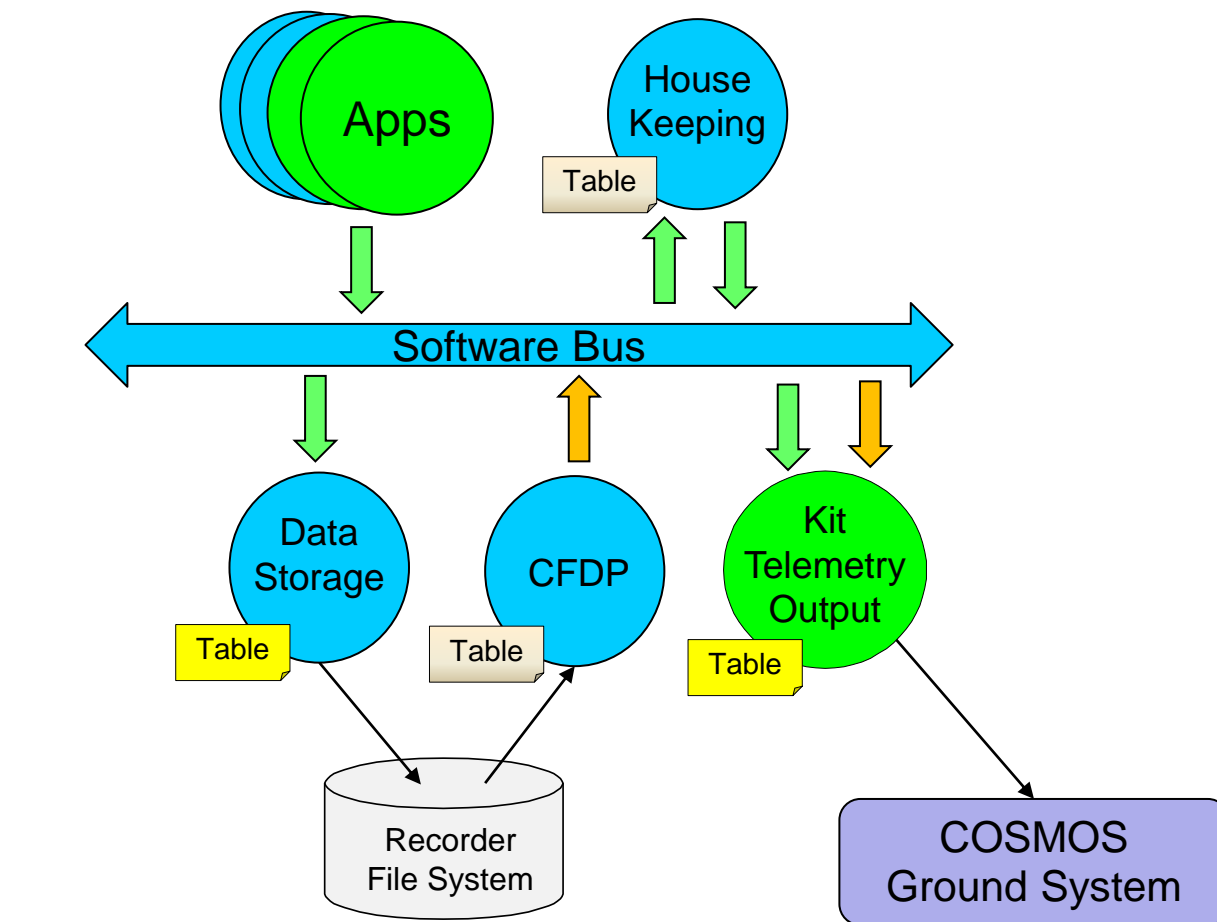 Apps
House
Keeping
Table
Software Bus
Data
Storage
Table
CFDP
Table
Kit
Telemetry
Output
Table
Recorder
File System
COSMOS
Ground System